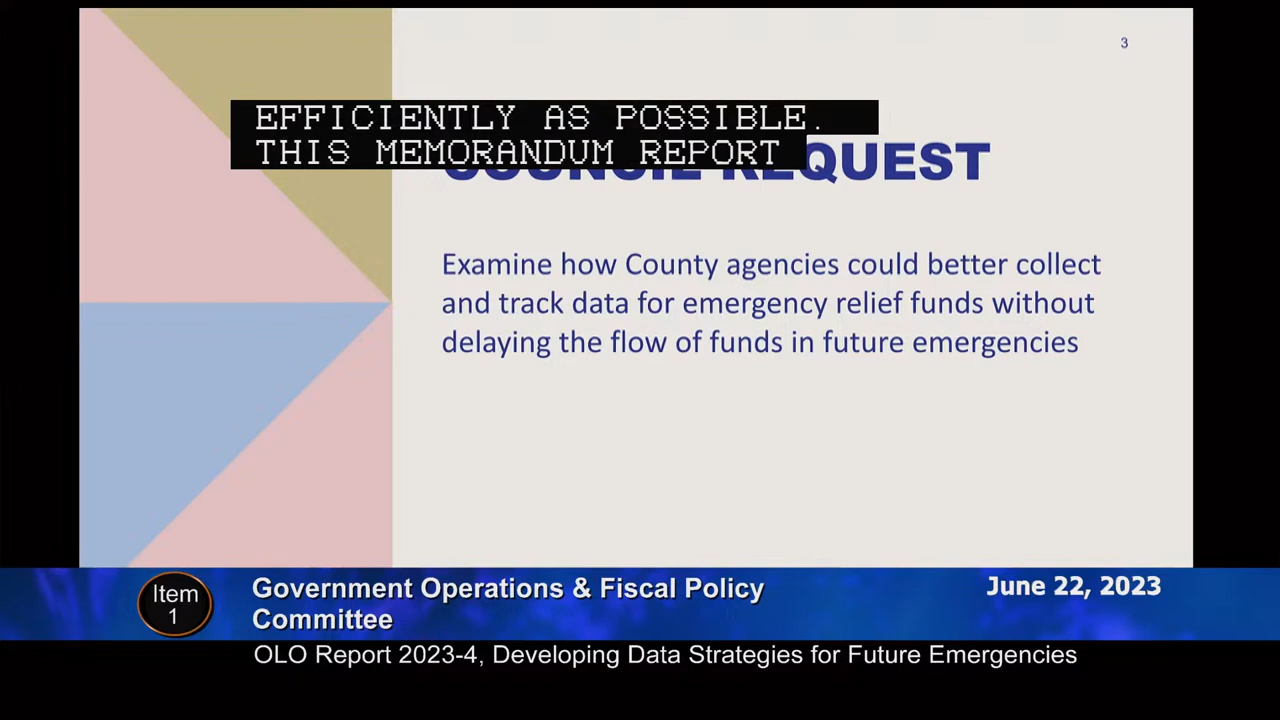 3
EFFICIENTLY AS POSSIBLE.
THIS MEMORANDUM REPORT
COUNCIL REQUEST
Examine how County agencies could better collect
and track data for emergency relief funds without
delaying the flow of funds in future emergencies
Item
1
Government Operations & Fiscal Policy
Committee
June 22, 2023
OLO Report 2023-4, Developing Data Strategies for Future Emergencies